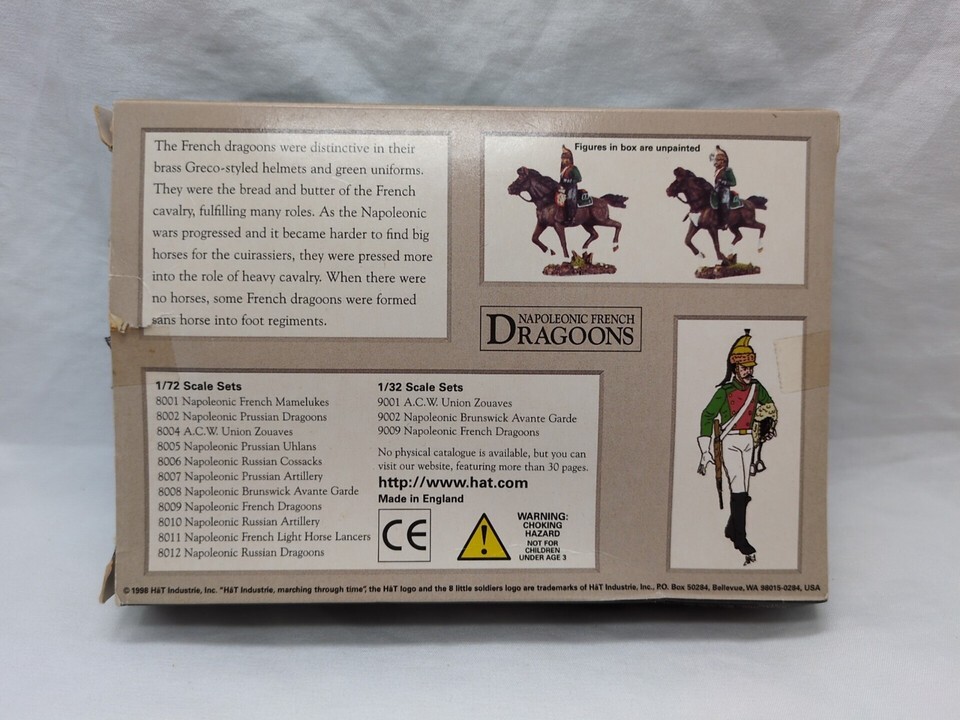 The French dragoons were distinctive in their
brass Greco-styled helmets and green uniforms.
They were the bread and butter of the French
cavalry, fulfilling many roles. As the Napoleonic
wars progressed and it became harder to find big
horses for the cuirassiers, they were pressed more
into the role of heavy cavalry. When there were
no horses, some French dragoons were formed
sans horse into foot regiments.
Figures in box are unpainted
NAPOLEONIC FRENCH
DRAGOONS
1/72 Scale Sets
8001 Napoleonic French Mamelukes
8002 Napoleonic Prussian Dragoons
8004 A.C.W. Union Zouaves
8005 Napoleonic Prussian Uhlans
8006 Napoleonic Russian Cossacks
8007 Napoleonic Prussian Artillery
8008 Napoleonic Brunswick Avante Garde
8009 Napoleonic French Dragoons
8010 Napoleonic Russian Artillery
8011 Napoleonic French Light Horse Lancers
8012 Napoleonic Russian Dragoons
1/32 Scale Sets
9001 A.C.W. Union Zouaves
9002 Napoleonic Brunswick Avante Garde
9009 Napoleonic French Dragoons
No physical catalogue is available, but you can
visit our website, featuring more than 30 pages.
http://www.hat.com
Made in England
CE
!
WARNING:
CHOKING
HAZARD
NOT FOR
CHILDREN
UNDER AGE 3
© 1998 HäT Industrie, Inc. "HäT Industrie, marching through time", the HäT logo and the 8 little soldiers logo are trademarks of HäT Industrie, Inc., P.O. Box 50284, Bellevue, WA 98015-0284, USA